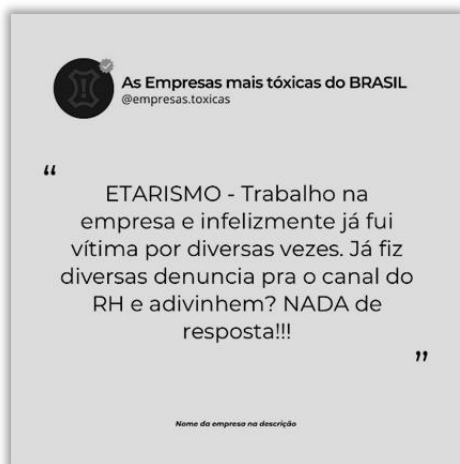 As Empresas mais tóxicas do BRASIL
@empresas.toxicas
“
ETARISMO - Trabalho na
empresa e infelizmente já fui
vítima por diversas vezes. Já fiz
diversas denuncia pra o canal do
RH e adivinhem? NADA de
resposta!!!
”
Nome da empresa na descrição